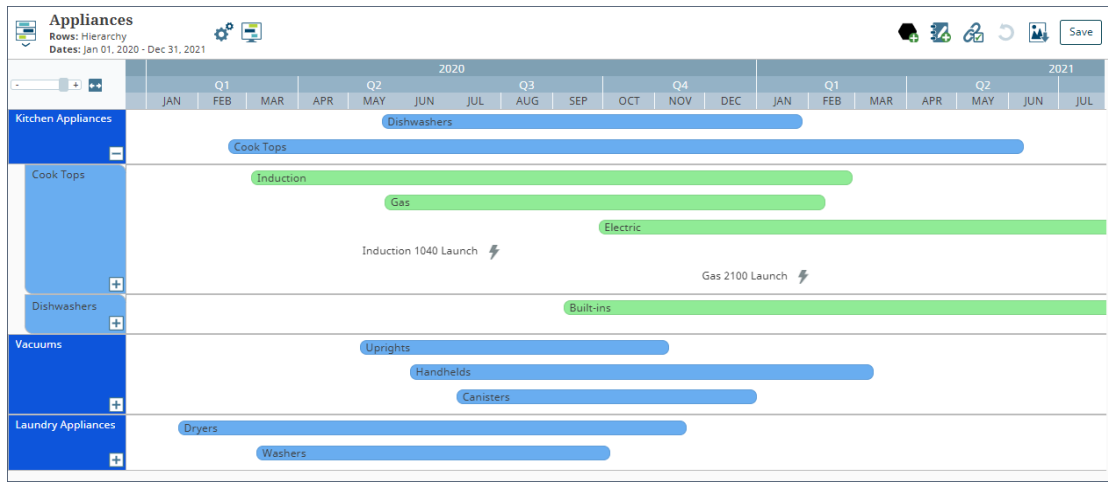 Appliances
Rows: Hierarchy
Dates: Jan 01, 2020 - Dec 31, 2021
Save
2020 2021
Q1 Q2 Q3 Q4 Q1 Q2
JAN FEB MAR APR MAY JUN JUL AUG SEP OCT NOV DEC JAN FEB MAR APR MAY JUN JUL
Kitchen Appliances
Dishwashers
Cook Tops
Cook Tops
Induction
Gas
Electric
Induction 1040 Launch
Gas 2100 Launch
Dishwashers
Built-ins
Vacuums
Uprights
Handhelds
Canisters
Laundry Appliances
Dryers
Washers